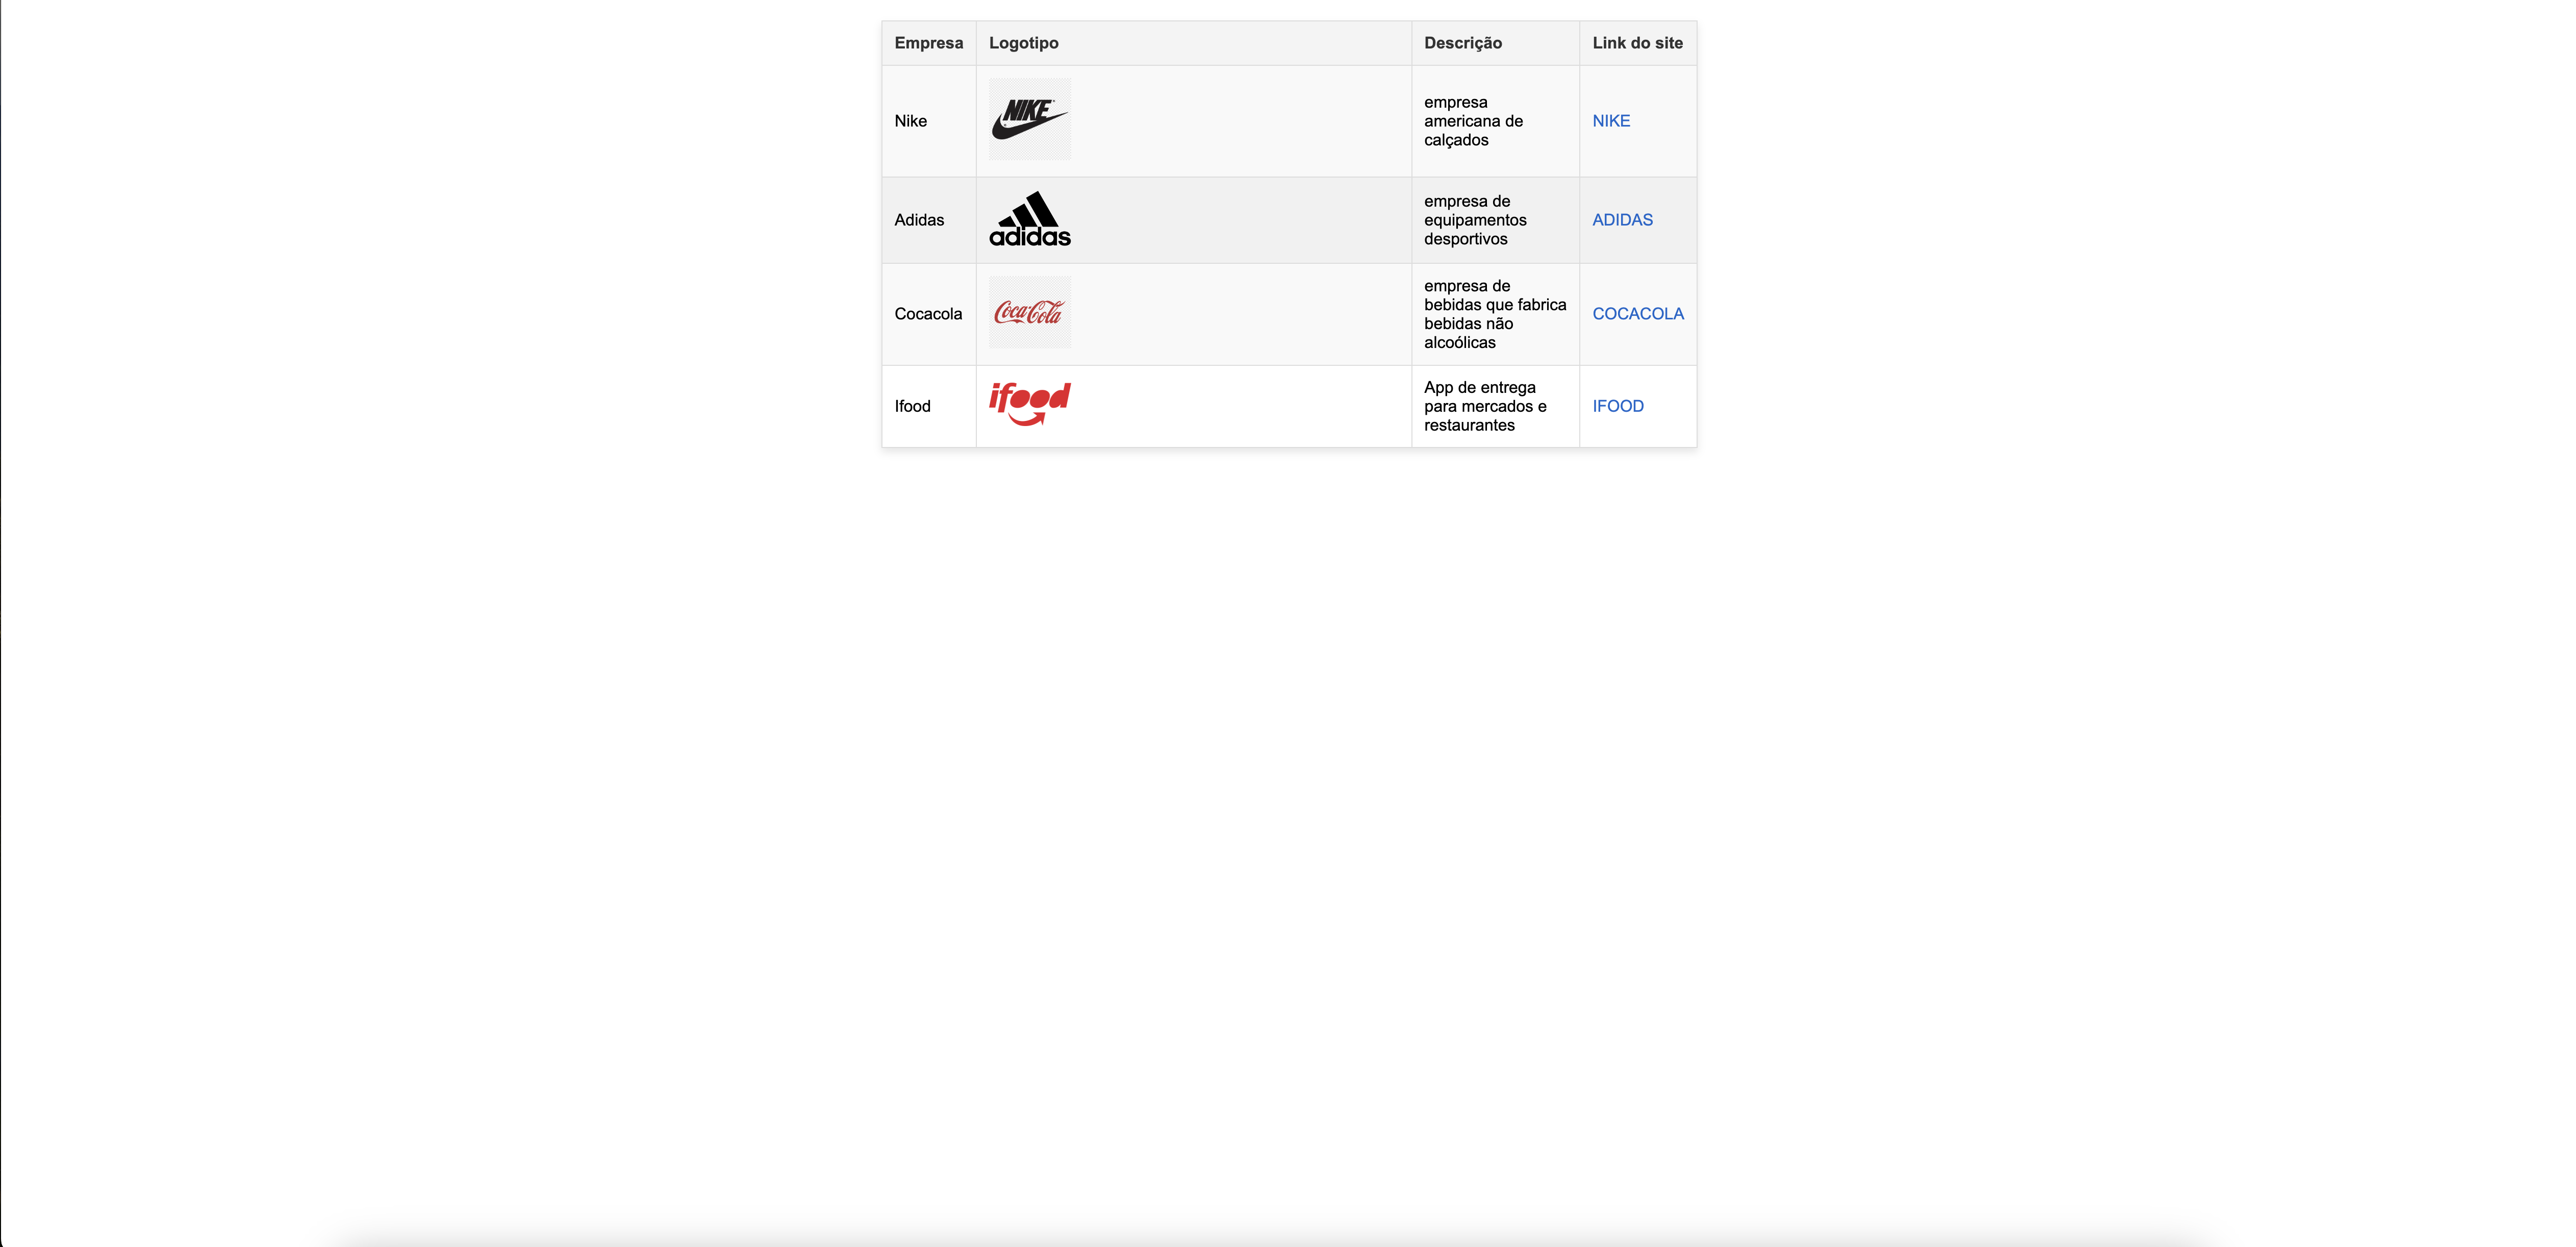 Empresa Logotipo Descrição Link do site
Nike NIKE empresa
americana de
calçados NIKE
Adidas adidas empresa de
equipamentos
desportivos ADIDAS
Cocacola Coca-Cola empresa de
bebidas que fabrica
bebidas não
alcoólicas COCACOLA
Ifood ifood App de entrega
para mercados e
restaurantes IFOOD